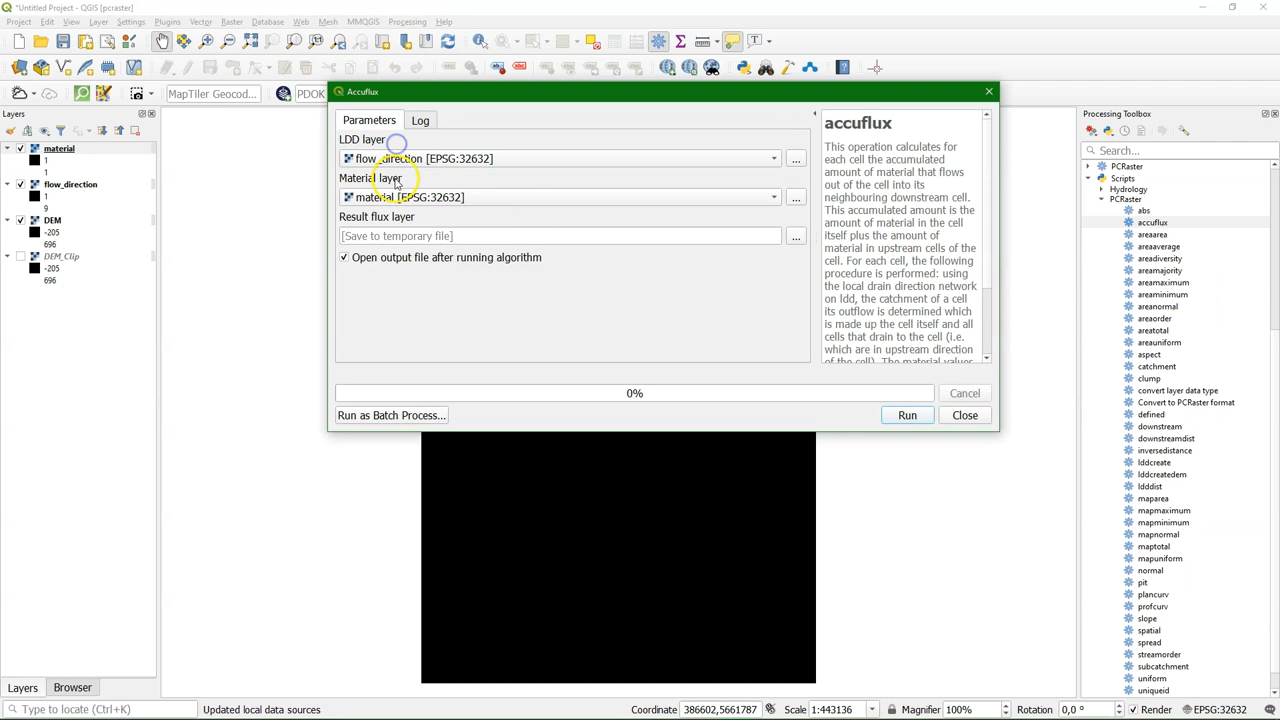 *Untitled Project - QGIS [pcraster]
Project Edit View Layer Settings Plugins Vector Raster Database Web Mesh MMQGIS Processing Help
MapTiler Geocod...
PDOK
Layers
material
1
1
flow_direction
1
9
DEM
-205
696
DEM_Clip
-205
696
Layers
Browser
Accuflux
Parameters
Log
LDD layer
flow_direction [EPSG:32632]
...
Material layer
material [EPSG:32632]
...
Result flux layer
[Save to temporary file]
...
Open output file after running algorithm
accuflux
This operation calculates for
each cell the accumulated
amount of material that flows
out of the cell into its
neighbouring downstream cell.
This accumulated amount is the
amount of material in the cell
itself plus the amount of
material in upstream cells of the
cell. For each cell, the following
procedure is performed: using
the local drain direction network
on ldd, the catchment of a cell
its outflow is determined which
is made up the cell itself and all
cells that drain to the cell (i.e.
which are in upstream direction
of the cell). The material values
0%
Cancel
Run as Batch Process...
Run
Close
Processing Toolbox
Search...
PCRaster
Scripts
Hydrology
PCRaster
abs
accuflux
areaarea
areaaverage
areadiversity
areamajority
areamaximum
areaminimum
areanormal
areaorder
areatotal
areauniform
aspect
catchment
clump
convert layer data type
Convert to PCRaster format
defined
downstream
downstreamdist
inversedistance
lddcreate
lddcreatedem
ldddist
maparea
mapmaximum
mapminimum
mapnormal
maptotal
mapuniform
normal
pit
plancurv
profcurv
slope
spatial
spread
streamorder
subcatchment
uniform
uniqueid
Type to locate (Ctrl+K)
Updated local data sources
Coordinate 386602,5661787
Scale 1:443136
Magnifier 100%
Rotation 0,0 °
Render
EPSG:32632